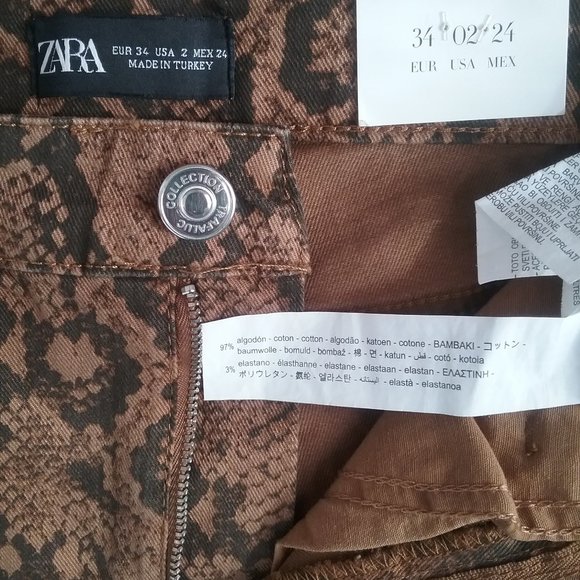 ZARA
EUR 34 USA 2 MEX 24
MADE IN TURKEY
34 02 24
EUR USA MEX
COLLECTION TRAFALUC
97% algodón - coton - cotton - algodão - katoen - cotone - ΒΑΜΒΑΚΙ - コットン -
baumwolle - bomuld - bombaž - 棉 - 면 - katun - قطن - cotó - kotoia
3% elastano - élasthanne - elastane - elastaan - elastan - ΕΛΑΣΤΙΝΗ -
ポリウレタン - 氨纶 - 엘라스탄 - الیستفه - elastà - elastanoa